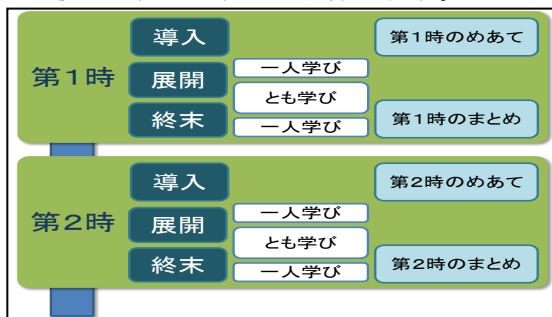 導入
第1時のめあて
第1時
展開
一人学び
とも学び
終末
一人学び
第1時のまとめ
導入
第2時のめあて
第2時
展開
一人学び
とも学び
終末
一人学び
第2時のまとめ